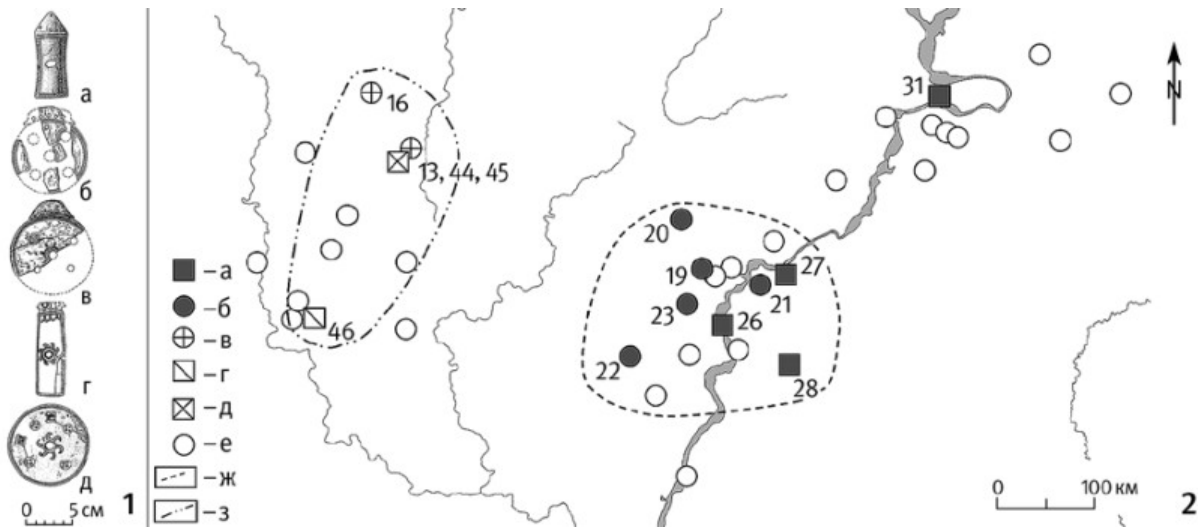 а
б
в
г
д
0 5 см
1
16
13, 44, 45
46
– а
– б
– в
– г
– д
– е
– ж
– з
31
N
20
19
27
21
23
26
22
28
0 100 км
2